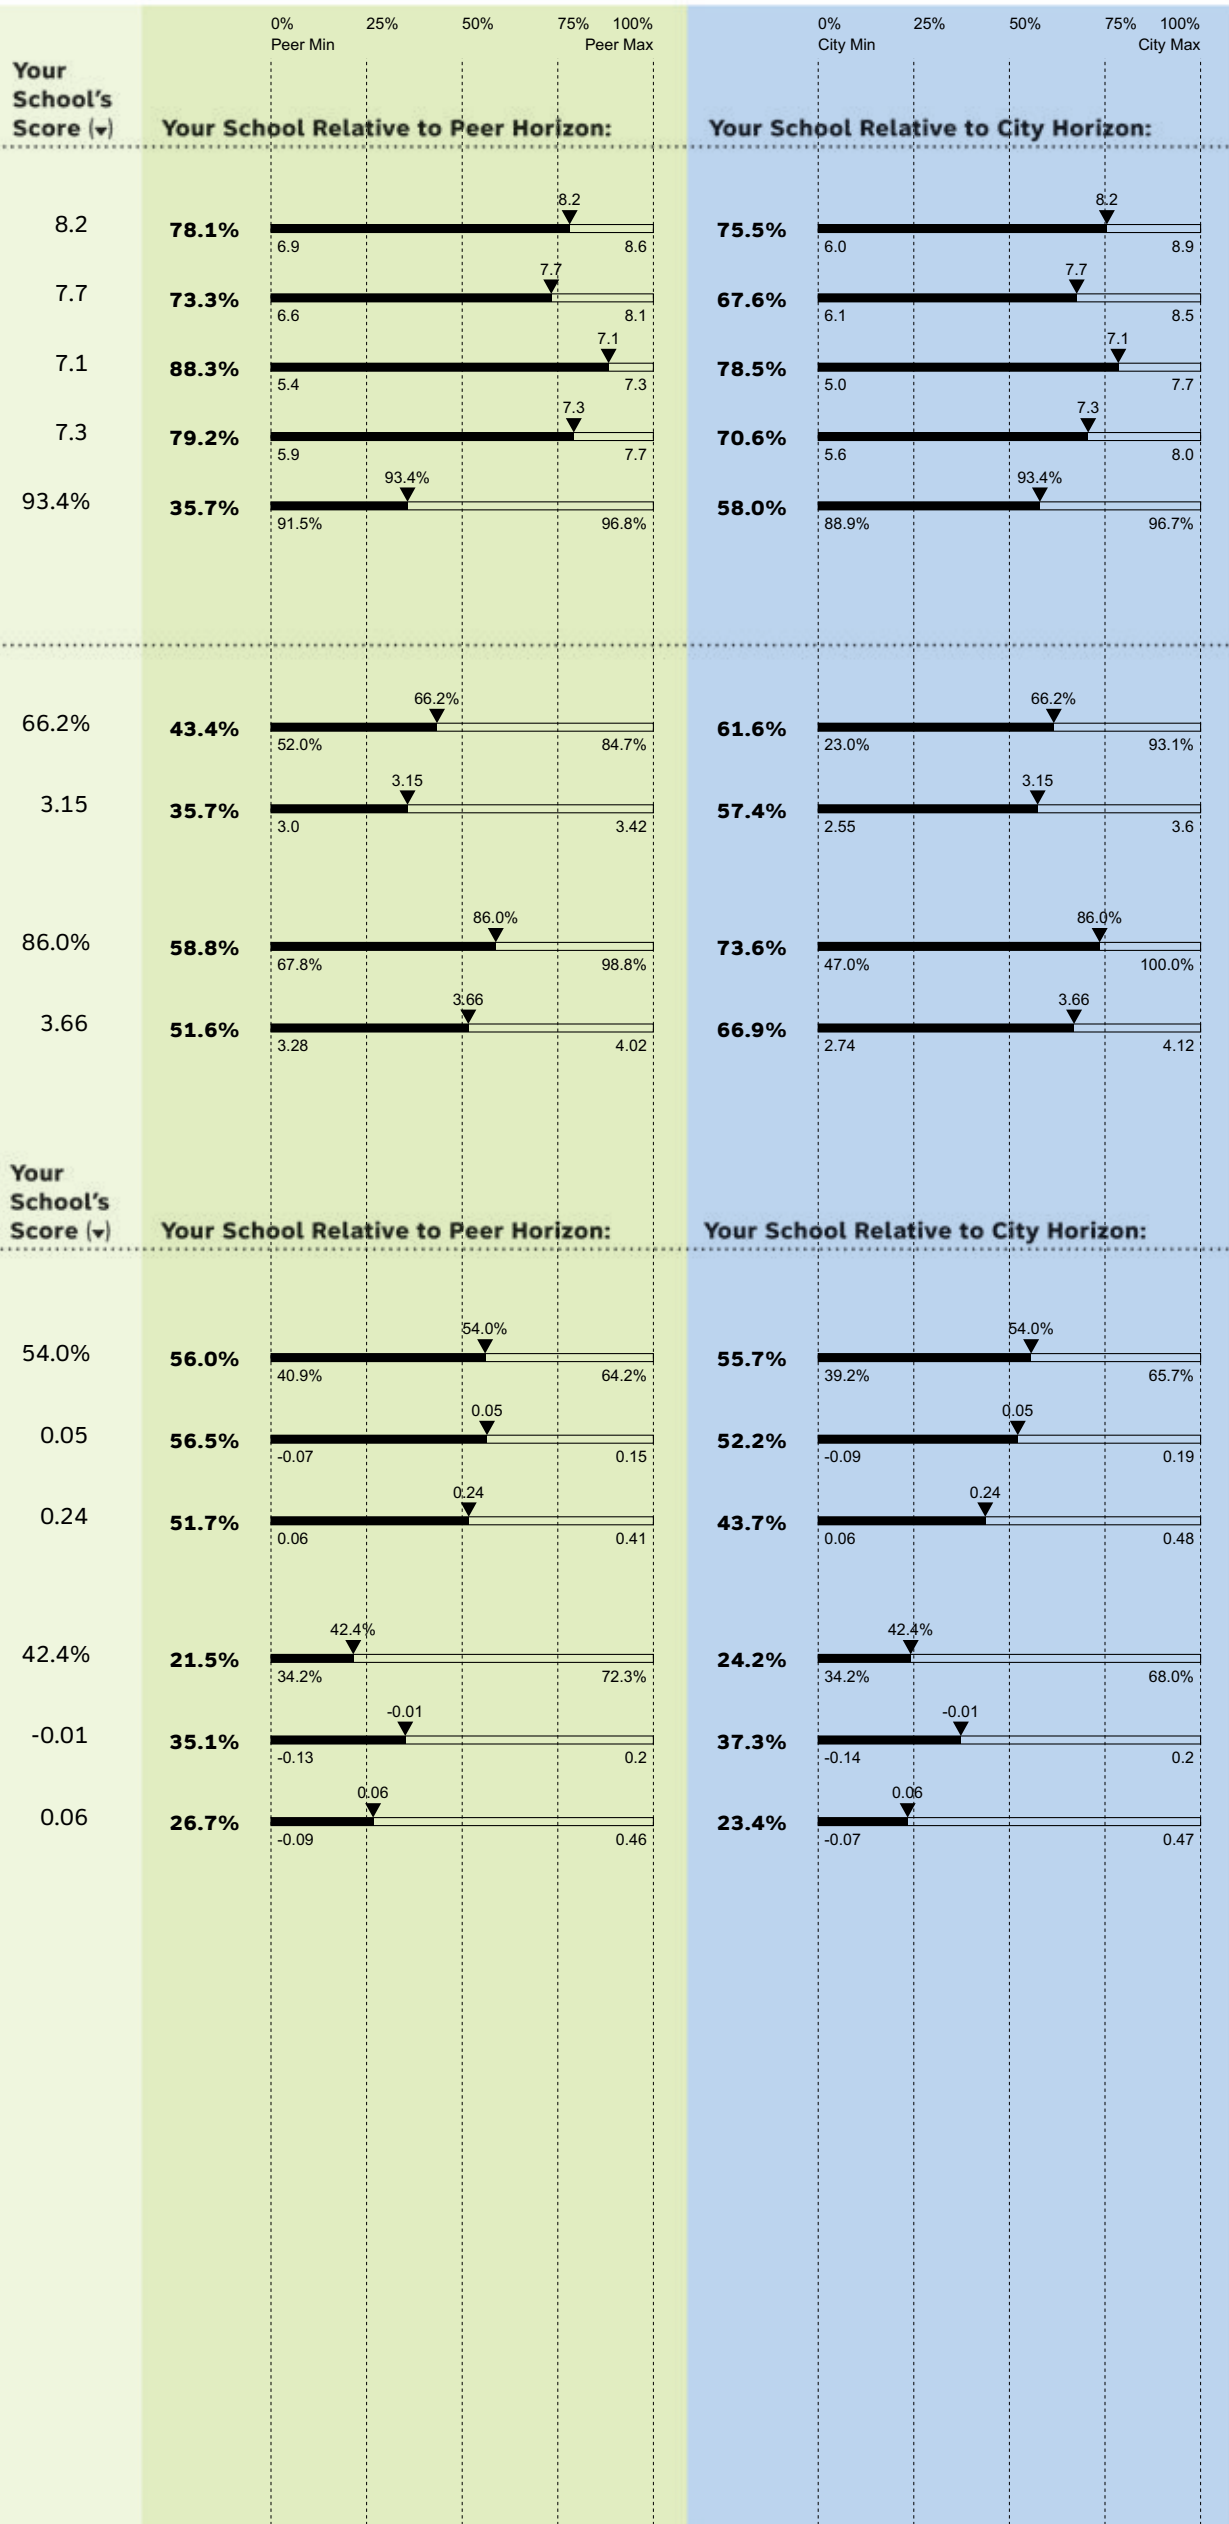 0% 25% 50% 75% 100% 0% 25% 50% 75% 100%
Peer Min Peer Max City Min City Max
Your
School's
Score (▾) Your School Relative to Peer Horizon: Your School Relative to City Horizon:
8.2 8.2
8.2 78.1% 75.5%
6.9 8.6 6.0 8.9
7.7 7.7
7.7 73.3% 67.6%
6.6 8.1 6.1 8.5
7.1 7.1
7.1 88.3% 78.5%
5.4 7.3 5.0 7.7
7.3 7.3
7.3 79.2% 70.6%
5.9 7.7 5.6 8.0
93.4% 93.4%
93.4% 35.7% 58.0%
91.5% 96.8% 88.9% 96.7%
66.2% 66.2%
66.2% 43.4% 61.6%
52.0% 84.7% 23.0% 93.1%
3.15 3.15
3.15 35.7% 57.4%
3.0 3.42 2.55 3.6
86.0% 86.0%
86.0% 58.8% 73.6%
67.8% 98.8% 47.0% 100.0%
3.66 3.66
3.66 51.6% 66.9%
3.28 4.02 2.74 4.12
Your
School's
Score (▾) Your School Relative to Peer Horizon: Your School Relative to City Horizon:
54.0% 54.0%
54.0% 56.0% 55.7%
40.9% 64.2% 39.2% 65.7%
0.05 0.05
0.05 56.5% 52.2%
-0.07 0.15 -0.09 0.19
0.24 0.24
0.24 51.7% 43.7%
0.06 0.41 0.06 0.48
42.4% 42.4%
42.4% 21.5% 24.2%
34.2% 72.3% 34.2% 68.0%
-0.01 -0.01
-0.01 35.1% 37.3%
-0.13 0.2 -0.14 0.2
0.06 0.06
0.06 26.7% 23.4%
-0.09 0.46 -0.07 0.47